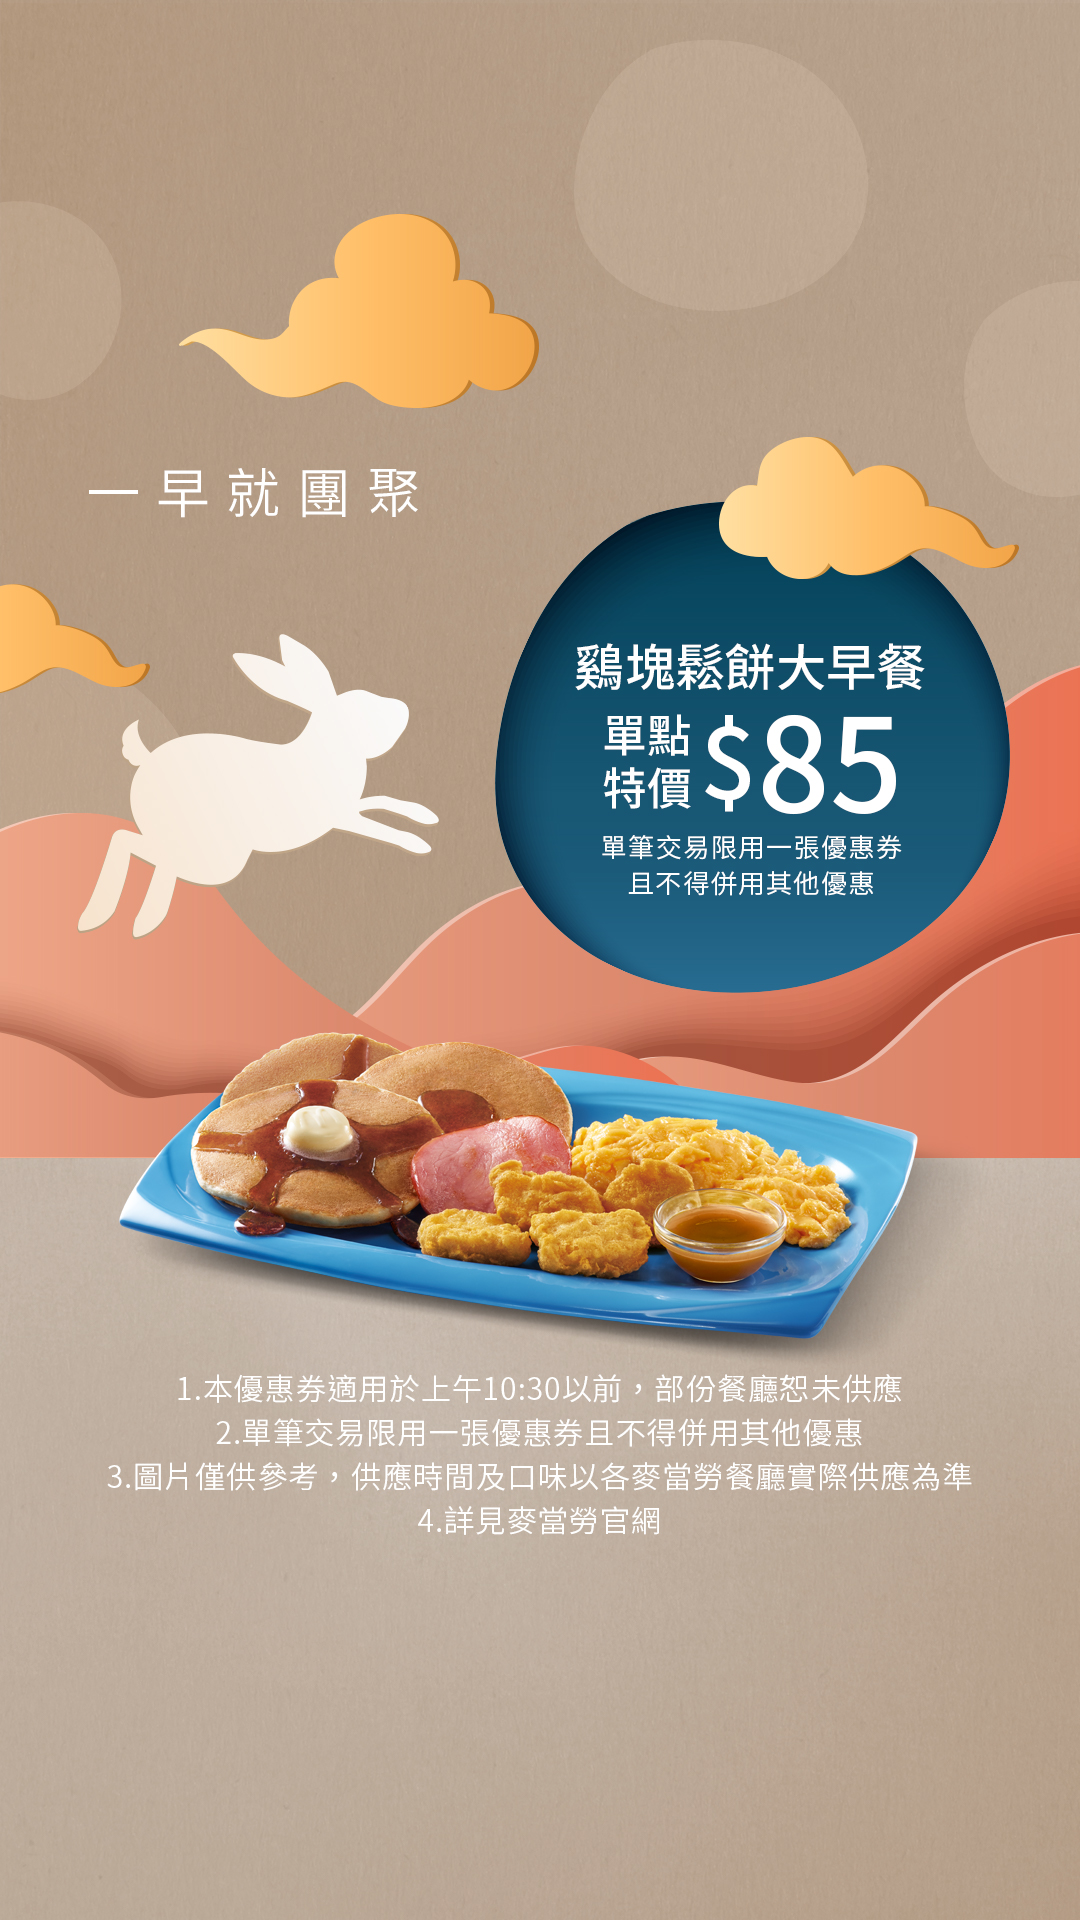 一早就團聚
鷄塊鬆餅大早餐
單點
特價 $85
單筆交易限用一張優惠券
且不得併用其他優惠
1.本優惠券適用於上午10:30以前，部份餐廳恕未供應
2.單筆交易限用一張優惠券且不得併用其他優惠
3.圖片僅供參考，供應時間及口味以各麥當勞餐廳實際供應為準
4.詳見麥當勞官網